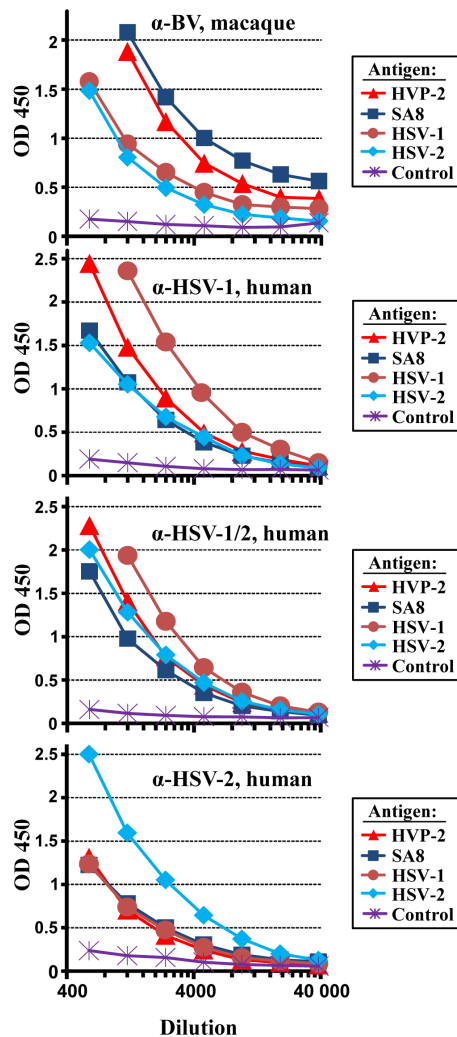 α-BV, macaque
OD 450
2
1.5
1
0.5
0
Antigen:
HVP-2
SA8
HSV-1
HSV-2
Control
α-HSV-1, human
OD 450
2.5
2
1.5
1
0.5
0
Antigen:
HVP-2
SA8
HSV-1
HSV-2
Control
α-HSV-1/2, human
OD 450
2.5
2
1.5
1
0.5
0
Antigen:
HVP-2
SA8
HSV-1
HSV-2
Control
α-HSV-2, human
OD 450
2.5
2
1.5
1
0.5
0
Antigen:
HVP-2
SA8
HSV-1
HSV-2
Control
400 4000 40 000
Dilution